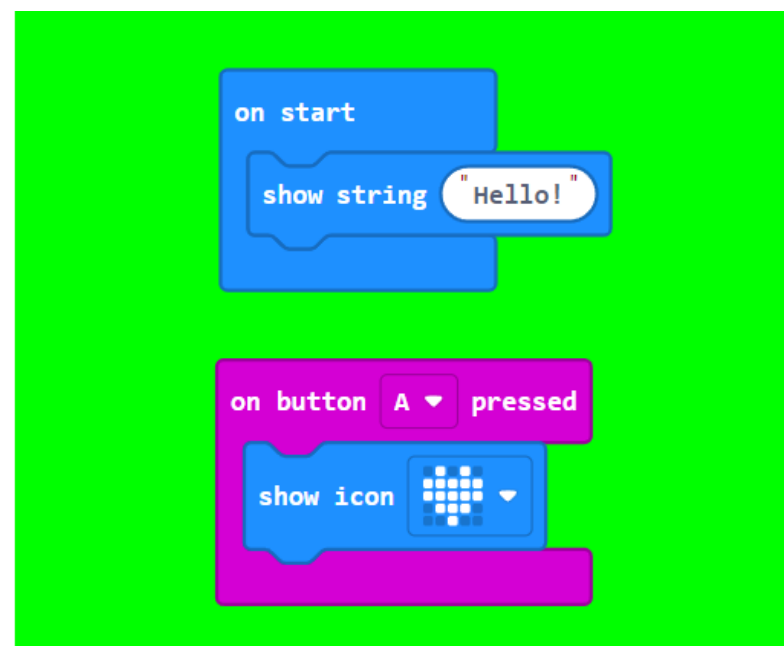 on start
show string "Hello!"
on button A pressed
show icon